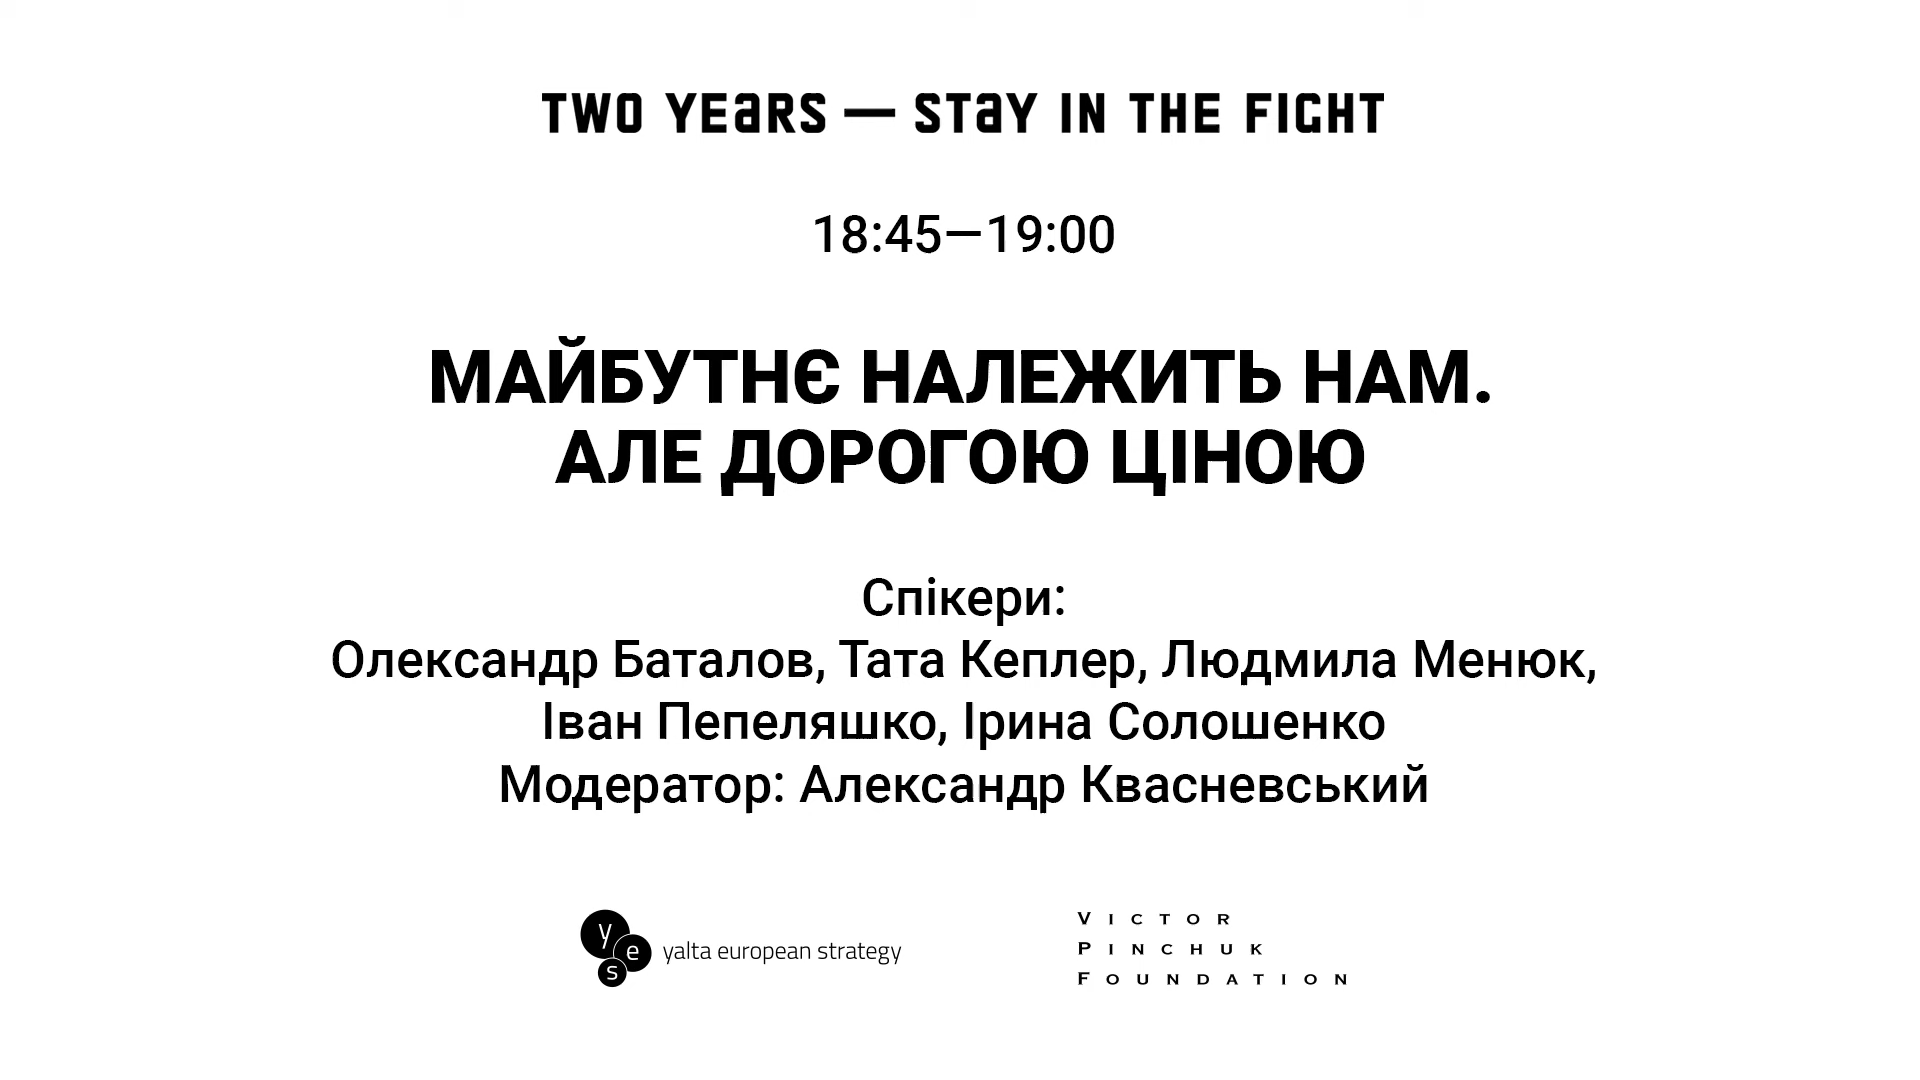 TWO YEaRS — STaY IN THE FIGHT
18:45—19:00
МАЙБУТНЄ НАЛЕЖИТЬ НАМ.
АЛЕ ДОРОГОЮ ЦІНОЮ
Спікери:
Олександр Баталов, Тата Кеплер, Людмила Менюк,
Іван Пепеляшко, Ірина Солошенко
Модератор: Александр Квасневський
yes
yalta european strategy
VICTOR
PINCHUK
FOUNDATION